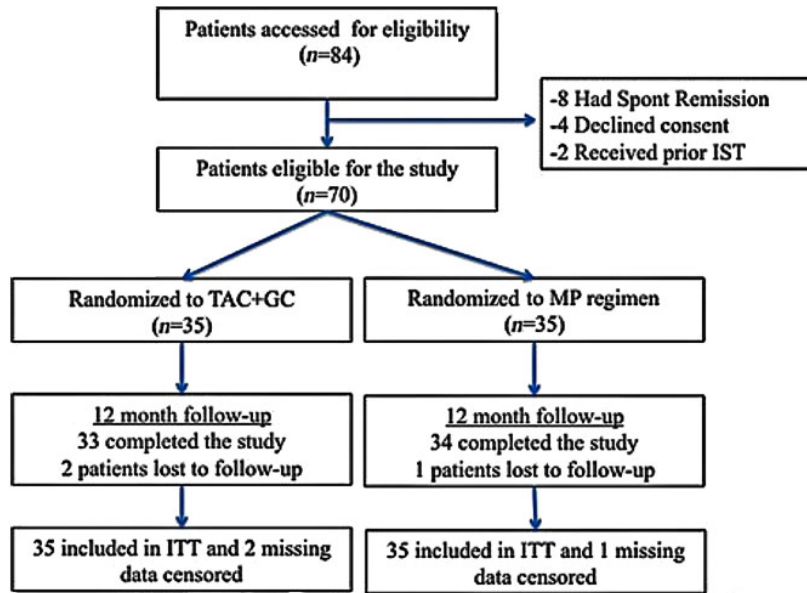 Patients accessed for eligibility
(n=84)
-8 Had Spont Remission
-4 Declined consent
-2 Received prior IST
Patients eligible for the study
(n=70)
Randomized to TAC+GC
(n=35)
Randomized to MP regimen
(n=35)
12 month follow-up
33 completed the study
2 patients lost to follow-up
12 month follow-up
34 completed the study
1 patients lost to follow-up
35 included in ITT and 2 missing
data censored
35 included in ITT and 1 missing
data censored